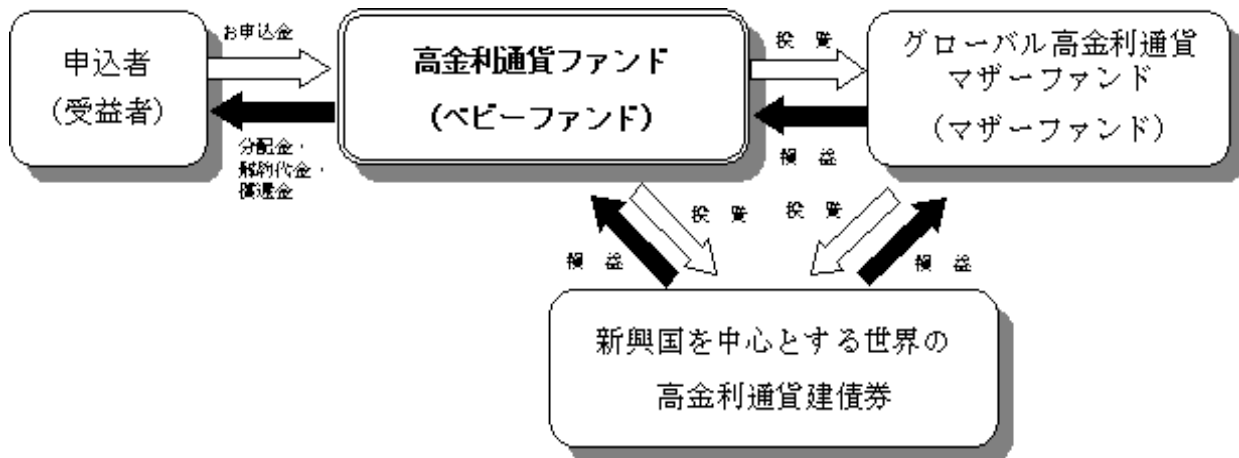 お申込金
申込者
(受益者)
分配金・
解約代金・
償還金
高金利通貨ファンド
(ベビーファンド)
投 資
損 益
グローバル高金利通貨
マザーファンド
(マザーファンド)
投 資
投 資
損 益
損 益
新興国を中心とする世界の
高金利通貨建債券